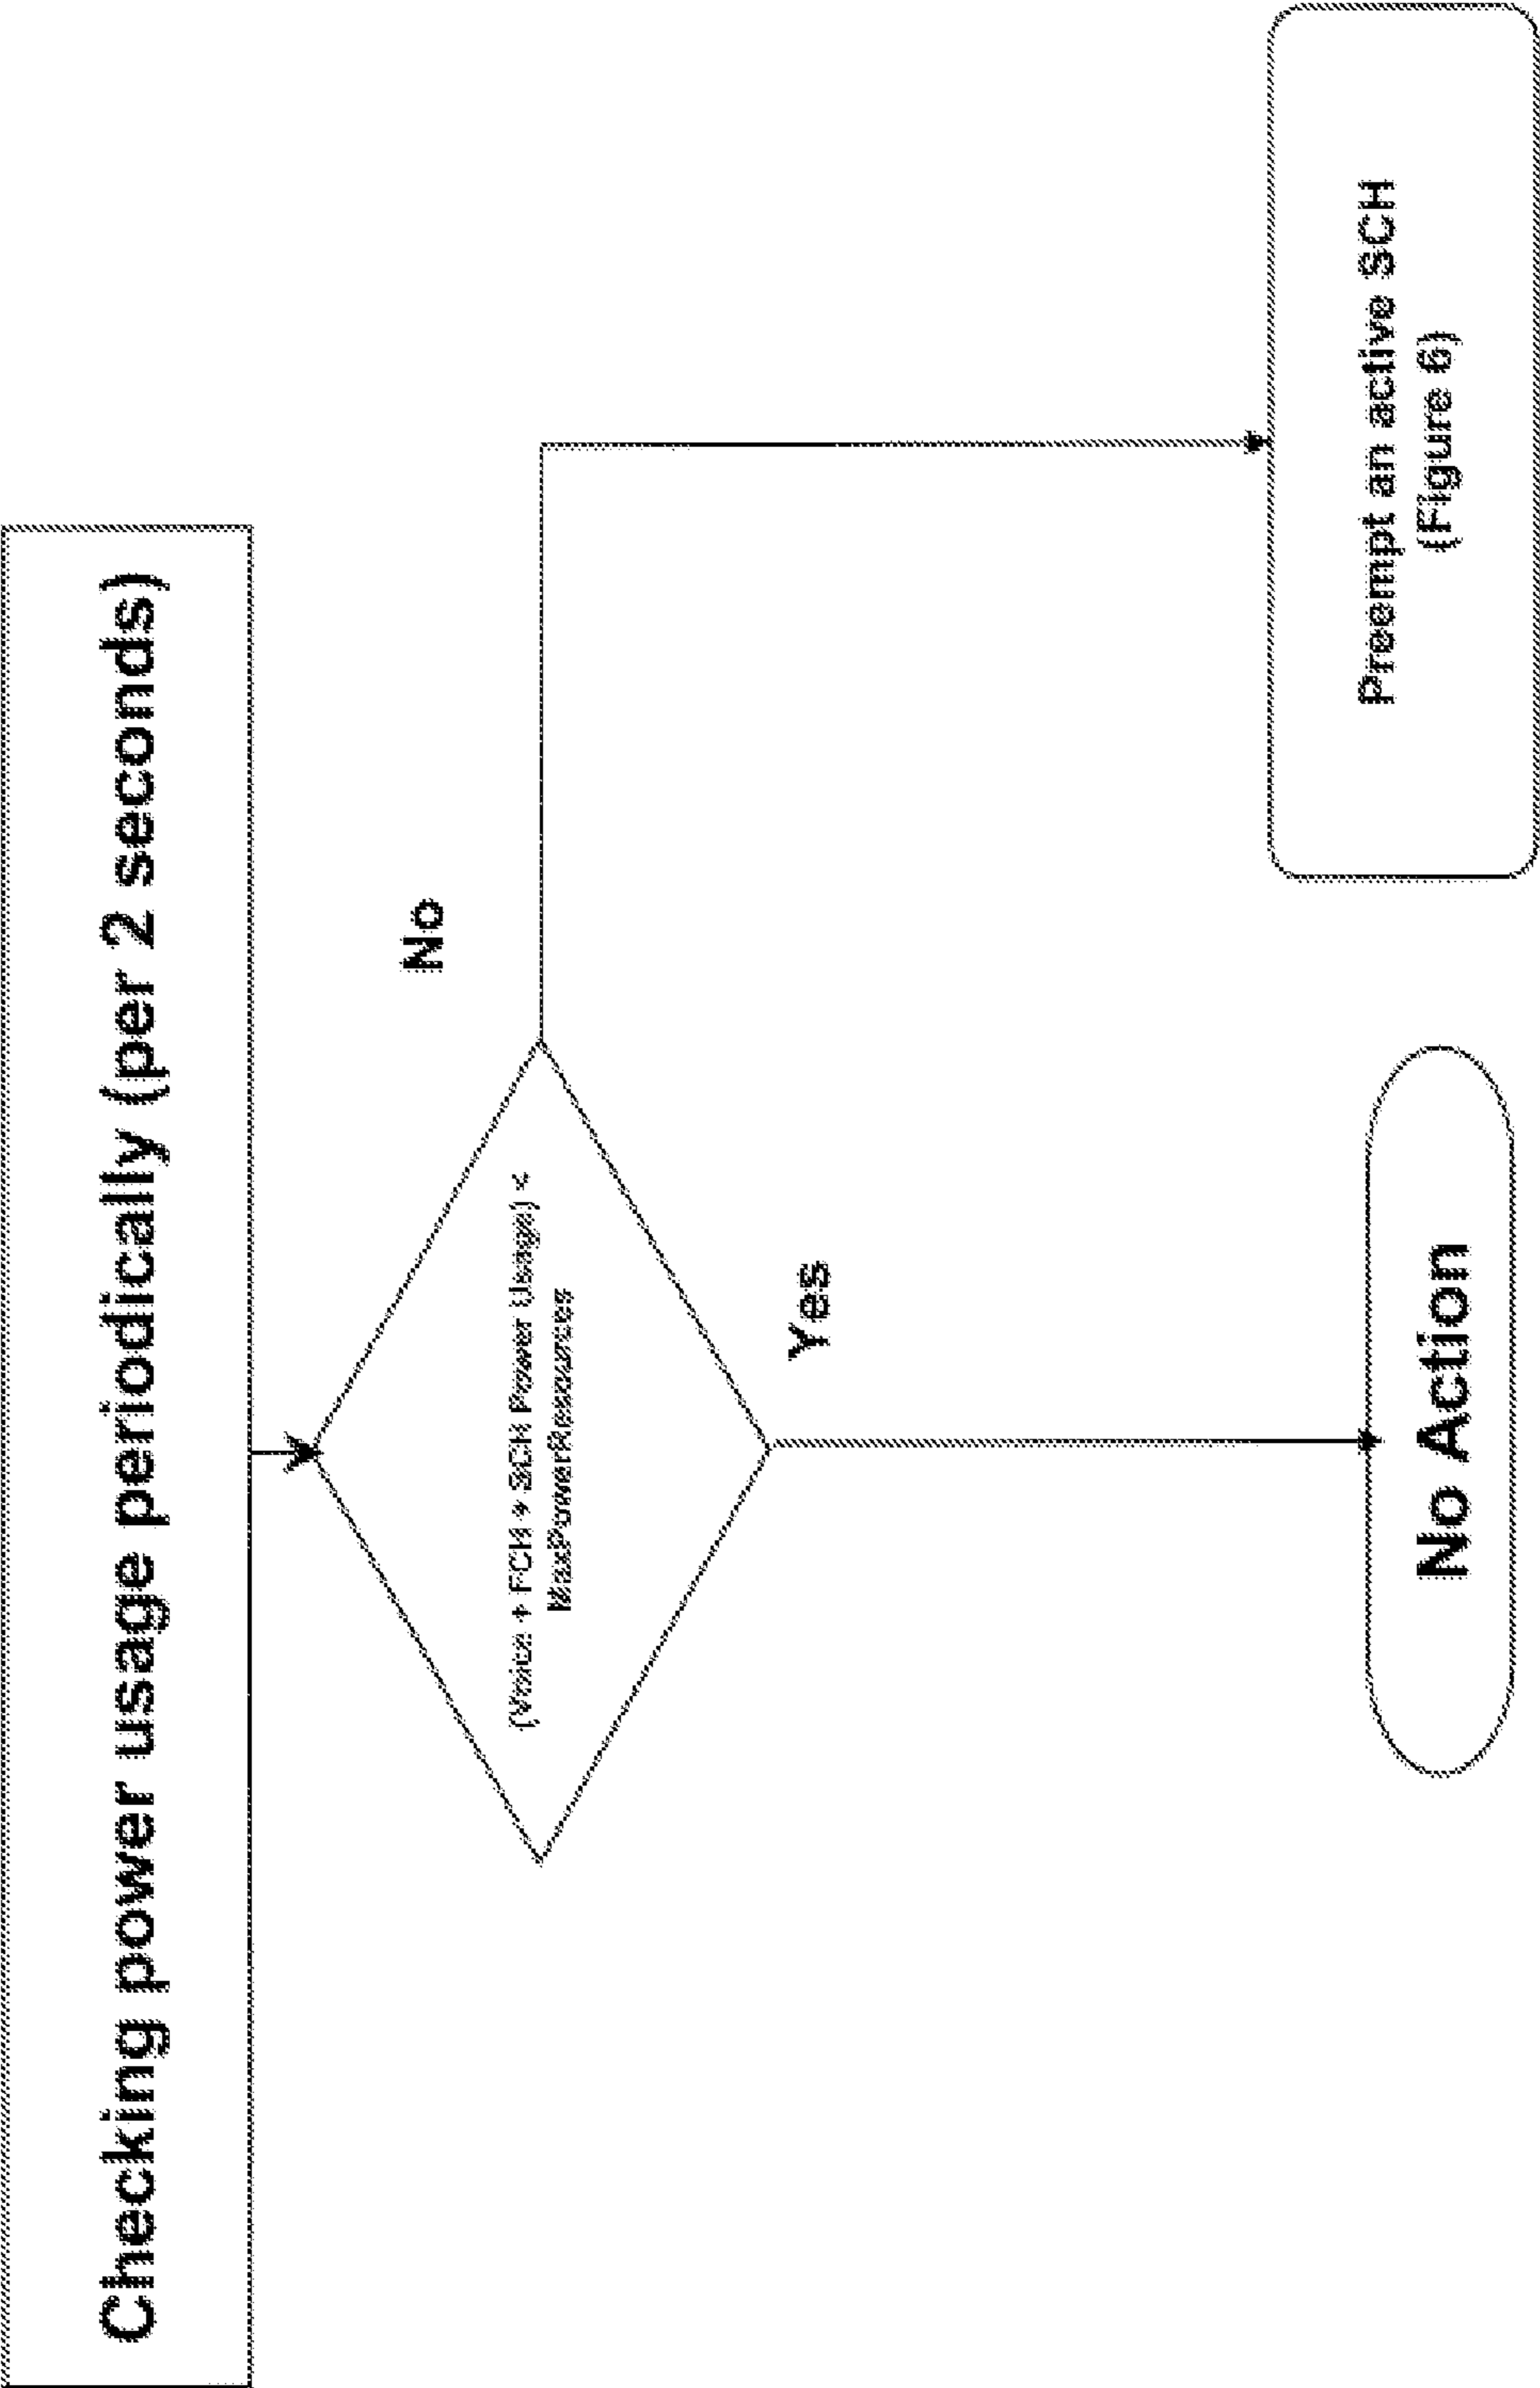 Checking power usage periodically (per 2 seconds)
(Voice + FCH + SCH Power Usage) <
MaxPowerResources
No
Yes
Preempt an active SCH
(Figure 6)
No Action